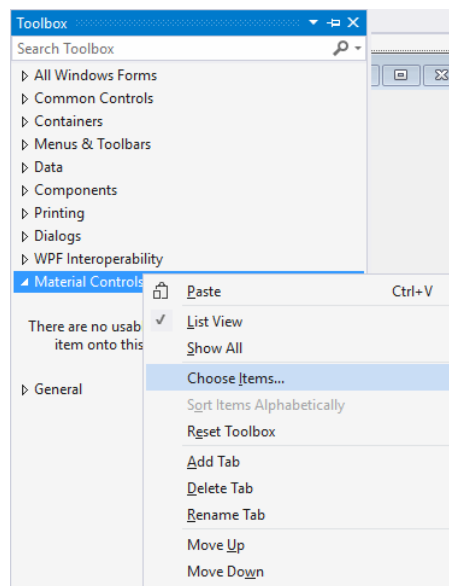 Toolbox
Search Toolbox
All Windows Forms
Common Controls
Containers
Menus & Toolbars
Data
Components
Printing
Dialogs
WPF Interoperability
Material Controls
There are no usab
item onto this
General
Paste Ctrl+V
List View
Show All
Choose Items...
Sort Items Alphabetically
Reset Toolbox
Add Tab
Delete Tab
Rename Tab
Move Up
Move Down